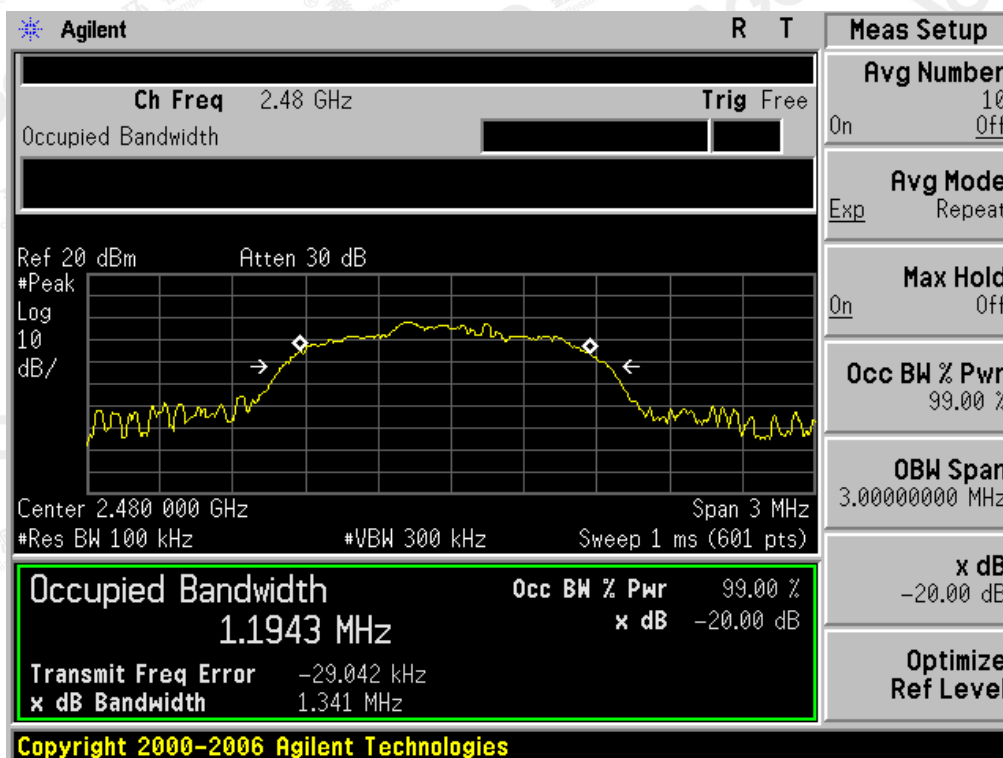 Agilent R T
Meas Setup
Ch Freq 2.48 GHz Trig Free
Occupied Bandwidth
Avg Number
10
On Off
Avg Mode
Exp Repeat
Max Hold
On Off
Occ BW % Pwr
99.00 %
OBW Span
3.00000000 MHz
x dB
-20.00 dB
Optimize
Ref Level
Ref 20 dBm Atten 30 dB
#Peak
Log
10
dB/
Center 2.480 000 GHz Span 3 MHz
#Res BW 100 kHz #VBW 300 kHz Sweep 1 ms (601 pts)
Occupied Bandwidth
1.1943 MHz
Occ BW % Pwr 99.00 %
x dB -20.00 dB
Transmit Freq Error -29.042 kHz
x dB Bandwidth 1.341 MHz
Copyright 2000-2006 Agilent Technologies